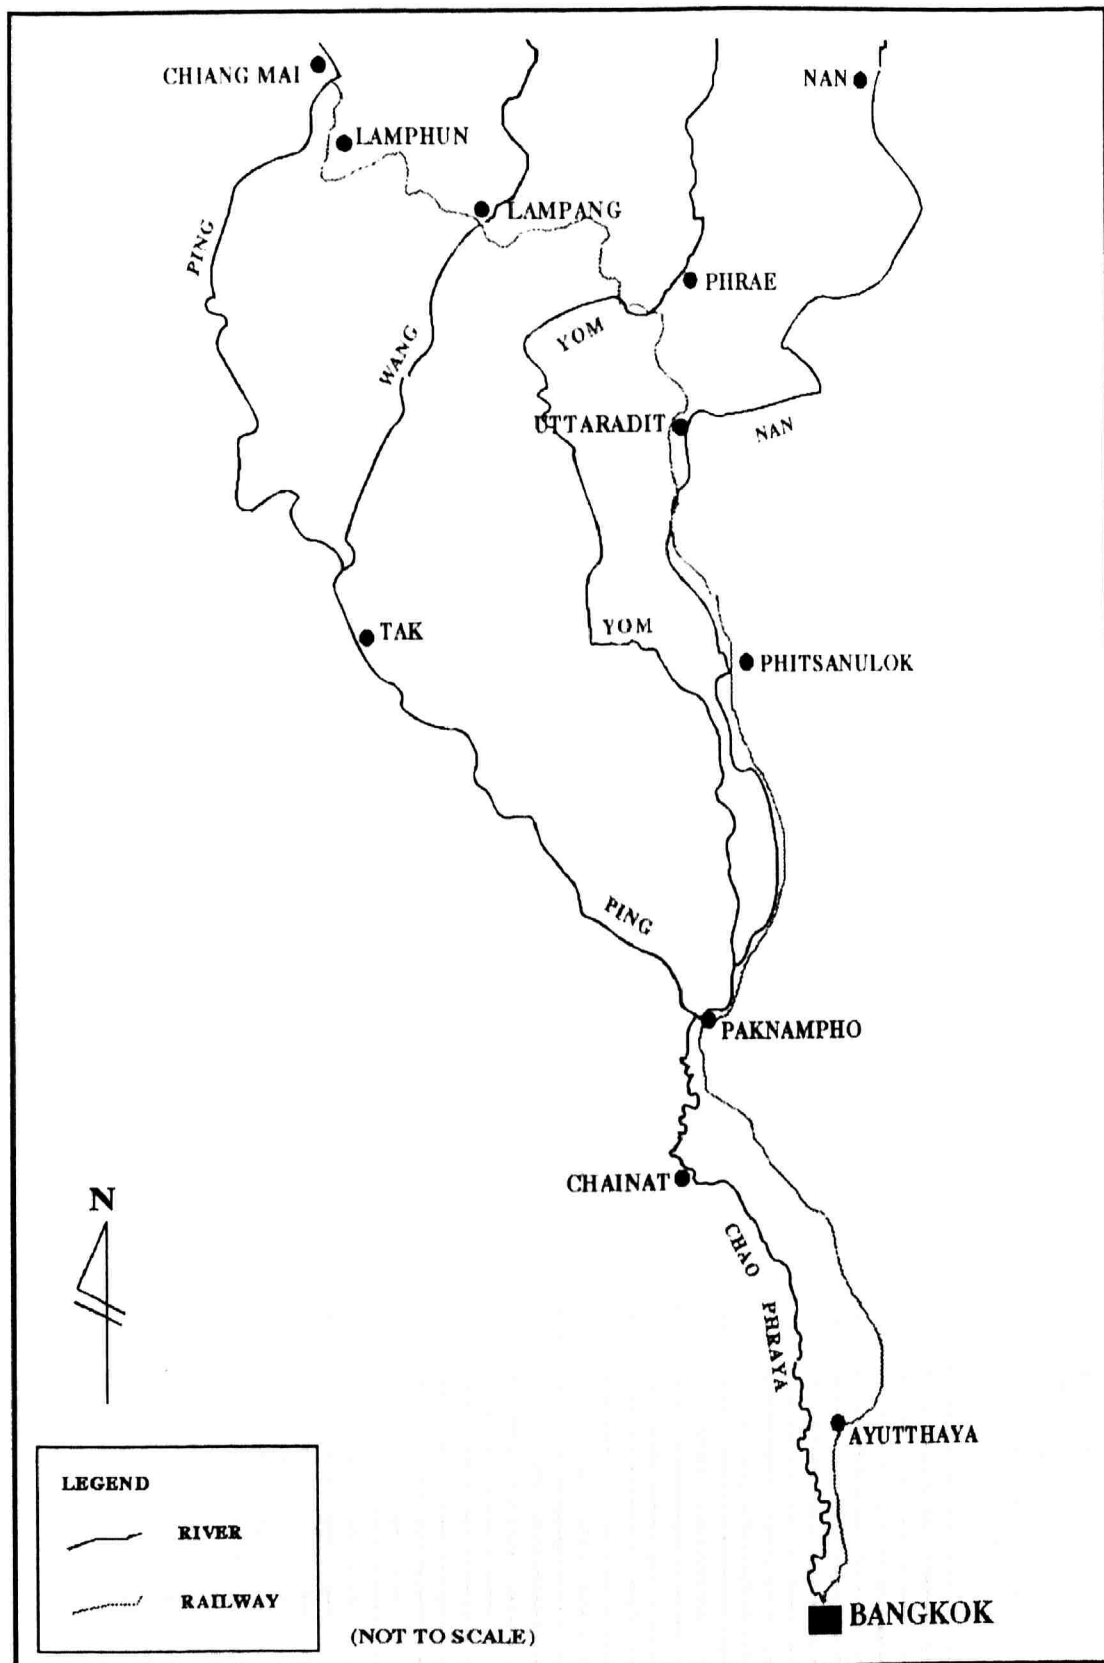 CHIANG MAI
NAN
LAMPHUN
LAMPANG
PING
PHRAE
YOM
WANG
UTTARADIT
NAN
TAK
YOM
PHITSANULOK
PING
PAKNAMPHO
CHAINAT
N
CHAO PHRAYA
AYUTTHAYA
LEGEND
RIVER
RAILWAY
BANGKOK
(NOT TO SCALE)